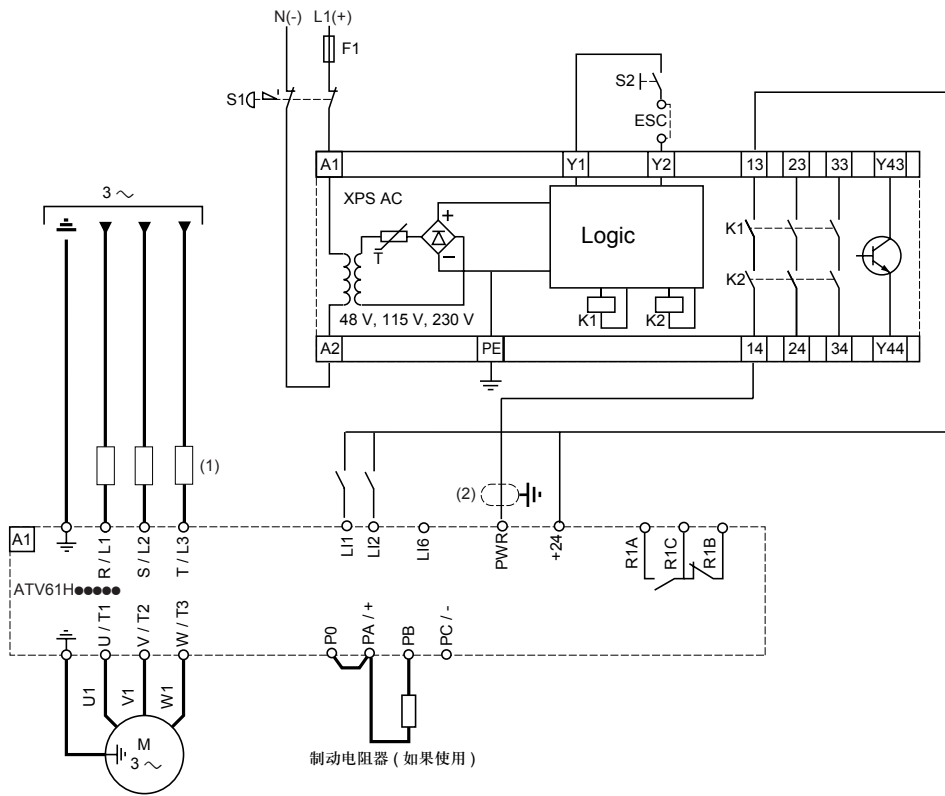 N(-) L1(+)
F1
S1
S2
ESC
3 ~
A1 Y1 Y2 13 23 33 Y43
XPS AC
+
T
−
Logic
K1
K2
48 V, 115 V, 230 V
K1 K2
A2 PE 14 24 34 Y44
(1)
(2)
A1
R / L1
S / L2
T / L3
LI1
LI2
LI6
PWR
+24
R1A
R1C
R1B
ATV61H●●●●●
U / T1
V / T2
W / T3
P0
PA / +
PB
PC / -
U1
V1
W1
M
3 ~
制动电阻器 ( 如果使用 )